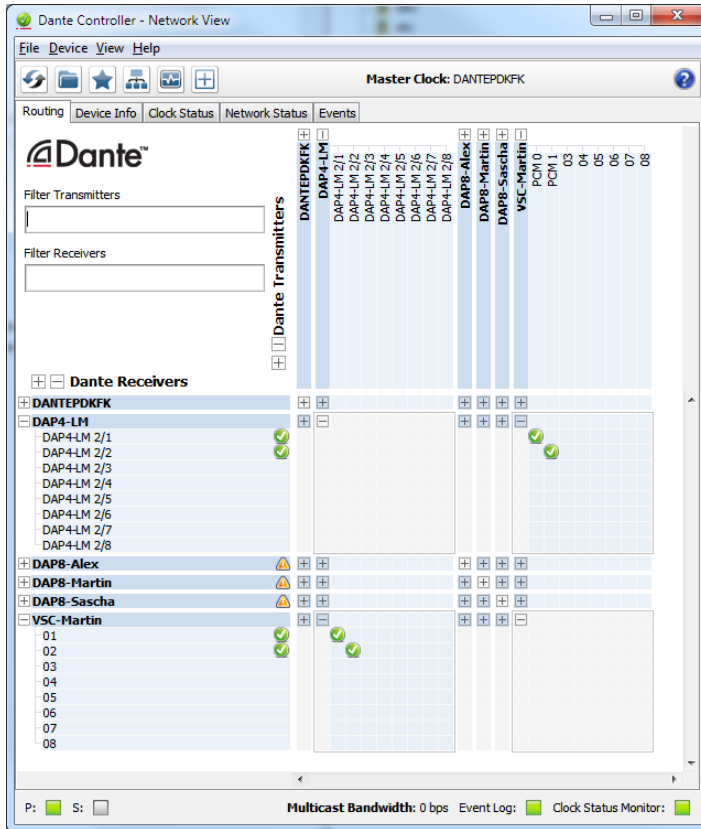 Dante Controller - Network View
File Device View Help
Master Clock: DANTEPDKFK
Routing Device Info Clock Status Network Status Events
Dante™
Filter Transmitters
Filter Receivers
Dante Transmitters
DANTEPDKFK
DAP4-LM
DAP4-LM 2/1
DAP4-LM 2/2
DAP4-LM 2/3
DAP4-LM 2/4
DAP4-LM 2/5
DAP4-LM 2/6
DAP4-LM 2/7
DAP4-LM 2/8
DAP8-Alex
DAP8-Martin
DAP8-Sascha
VSC-Martin
PCM 0
PCM 1
03
04
05
06
07
08
Dante Receivers
DANTEPDKFK
DAP4-LM
DAP4-LM 2/1
DAP4-LM 2/2
DAP4-LM 2/3
DAP4-LM 2/4
DAP4-LM 2/5
DAP4-LM 2/6
DAP4-LM 2/7
DAP4-LM 2/8
DAP8-Alex
DAP8-Martin
DAP8-Sascha
VSC-Martin
01
02
03
04
05
06
07
08
P: S: Multicast Bandwidth: 0 bps Event Log: Clock Status Monitor: